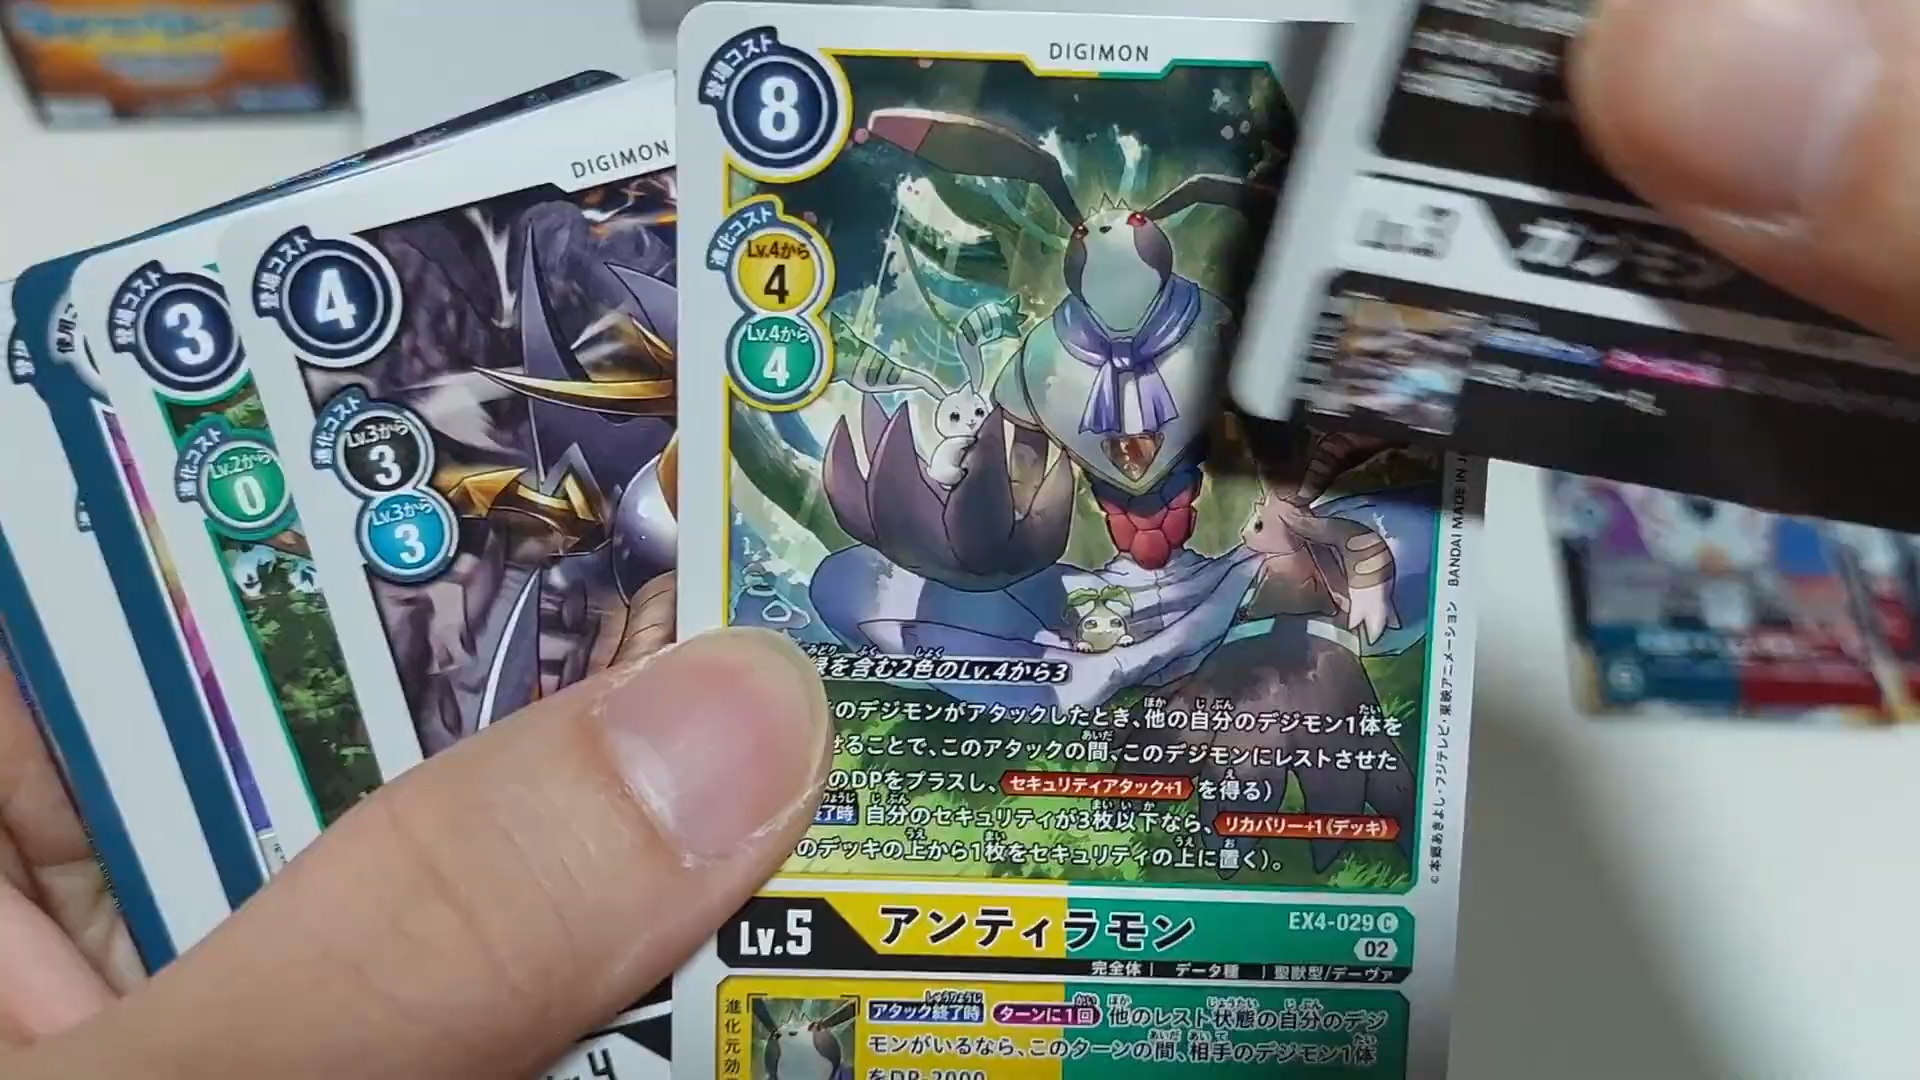 DIGIMON
登場コスト
8
進化コスト
Lv.4から
4
Lv.4から
4
緑を含む2色のLv.4から3
のデジモンがアタックしたとき、他の自分のデジモン1体を
せることで、このアタックの間、このデジモンにレストさせた
のDPをプラスし、セキュリティアタック+1を得る)
了時 自分のセキュリティが3枚以下なら、リカバリー+1《デッキ》
のデッキの上から1枚をセキュリティの上に置く)。
Lv.5
アンティラモン
EX4-029 C
02
完全体 | データ種 | 聖獣型/デーヴァ
アタック終了時 ターンに1回 他のレスト状態の自分のデジ
モンがいるなら、このターンの間、相手のデジモン1体
をDP-2000
進化元効
©本郷あきよし・フジテレビ・東映アニメーション BANDAI MADE IN J
DIGIMON
登場コスト
4
進化コスト
Lv.3から
3
Lv.3から
3
登場コスト
3
進化コスト
Lv.2から
0
使用コ
Lv.3